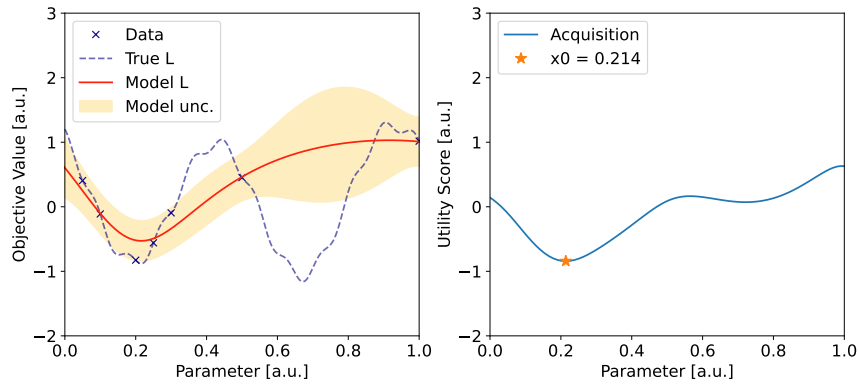 3
2
1
0
−1
−2
Objective Value [a.u.]
Data
True L
Model L
Model unc.
0.0 0.2 0.4 0.6 0.8 1.0
Parameter [a.u.]
3
2
1
0
−1
−2
Utility Score [a.u.]
Acquisition
x0 = 0.214
0.0 0.2 0.4 0.6 0.8 1.0
Parameter [a.u.]